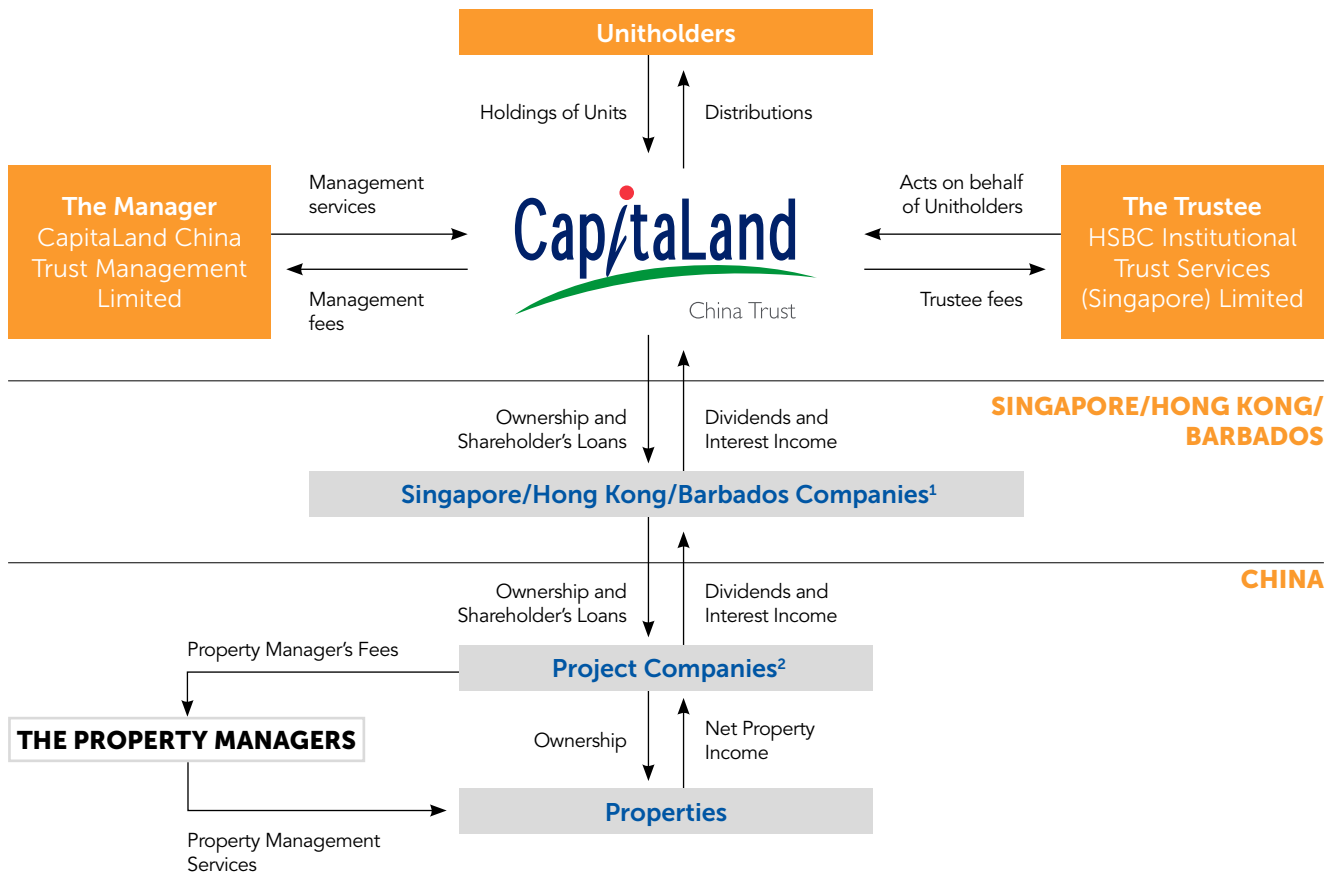 Unitholders
Holdings of Units
Distributions
The Manager
CapitaLand China
Trust Management
Limited
Management
services
Management
fees
CapitaLand
China Trust
Acts on behalf
of Unitholders
Trustee fees
The Trustee
HSBC Institutional
Trust Services
(Singapore) Limited
Ownership and
Shareholder’s Loans
Dividends and
Interest Income
SINGAPORE/HONG KONG/
BARBADOS
Singapore/Hong Kong/Barbados Companies¹
CHINA
Ownership and
Shareholder’s Loans
Dividends and
Interest Income
Property Manager’s Fees
Project Companies²
THE PROPERTY MANAGERS
Ownership
Net Property
Income
Properties
Property Management
Services